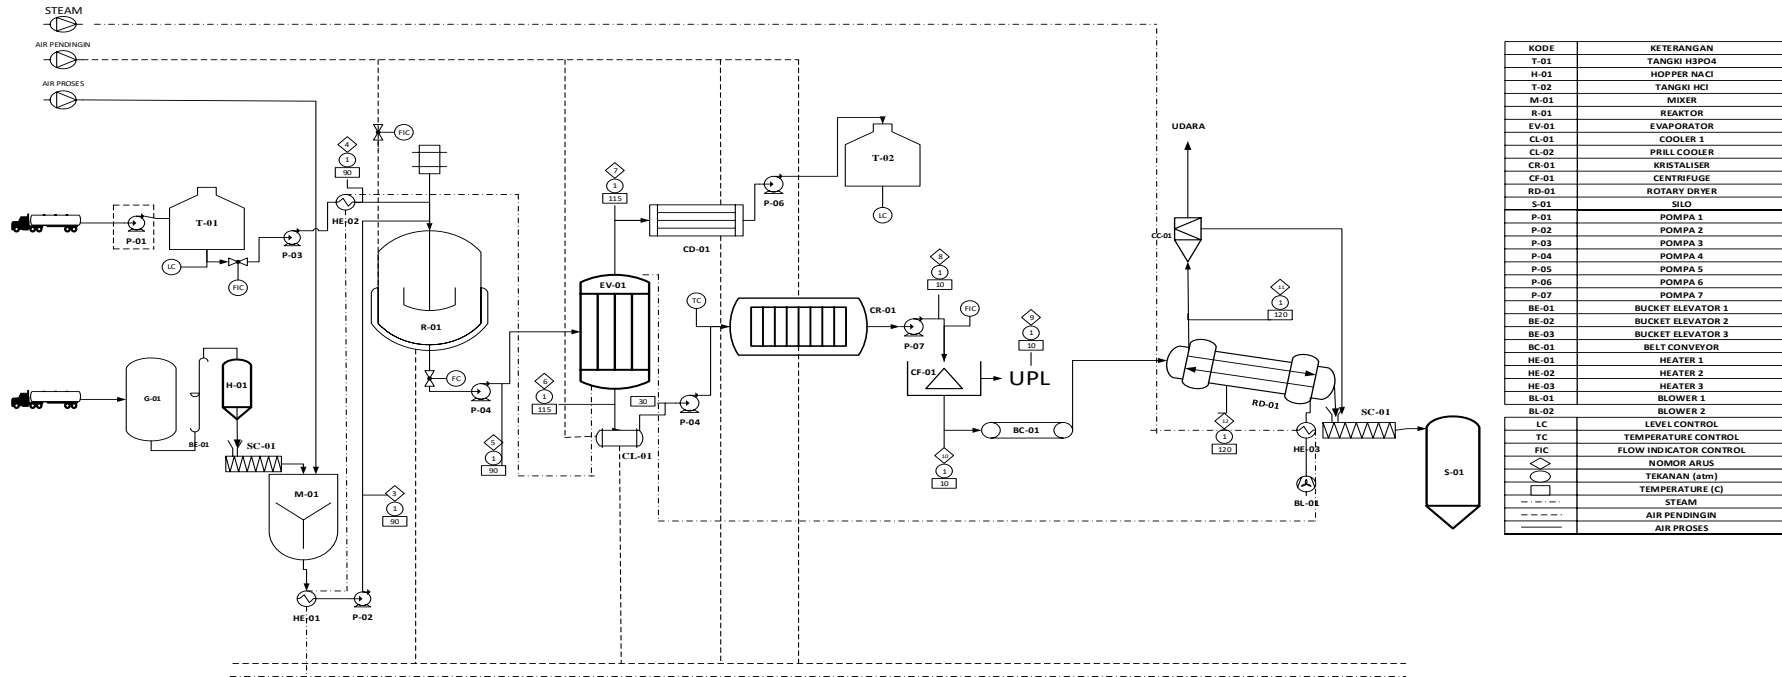 STEAM
AIR PENDINGIN
AIR PROSES
T-01
P-01
LC
FIC
P-03
HE-02
4
1
90
FIC
R-01
FC
P-04
5
1
90
G-01
BE-01
H-01
SC-01
M-01
3
1
90
HE-01
P-02
7
1
115
EV-01
6
1
115
CL-01
30
P-04
CD-01
P-06
T-02
LC
TC
CR-01
P-07
8
1
10
FIC
9
1
10
CF-01
UPL
10
1
10
BC-01
UDARA
CC-01
11
1
120
RD-01
12
1
120
HE-03
BL-01
SC-01
S-01
KODE KETERANGAN
T-01 TANGKI H3PO4
H-01 HOPPER NACl
T-02 TANGKI HCl
M-01 MIXER
R-01 REAKTOR
EV-01 EVAPORATOR
CL-01 COOLER 1
CL-02 PRILL COOLER
CR-01 KRISTALISER
CF-01 CENTRIFUGE
RD-01 ROTARY DRYER
S-01 SILO
P-01 POMPA 1
P-02 POMPA 2
P-03 POMPA 3
P-04 POMPA 4
P-05 POMPA 5
P-06 POMPA 6
P-07 POMPA 7
BE-01 BUCKET ELEVATOR 1
BE-02 BUCKET ELEVATOR 2
BE-03 BUCKET ELEVATOR 3
BC-01 BELT CONVEYOR
HE-01 HEATER 1
HE-02 HEATER 2
HE-03 HEATER 3
BL-01 BLOWER 1
BL-02 BLOWER 2
LC LEVEL CONTROL
TC TEMPERATURE CONTROL
FIC FLOW INDICATOR CONTROL
NOMOR ARUS
TEKANAN (atm)
TEMPERATURE (C)
STEAM
AIR PENDINGIN
AIR PROSES